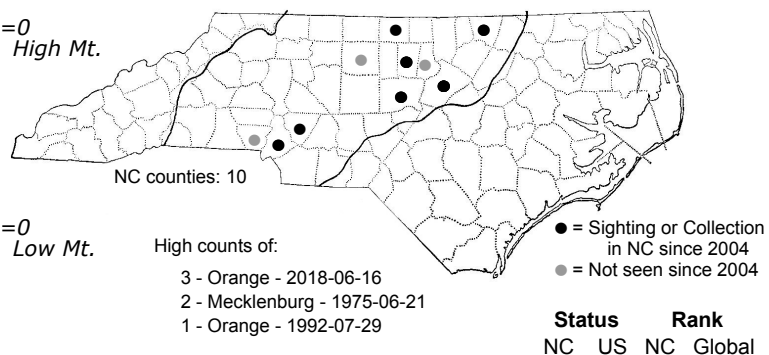 =0
High Mt.
NC counties: 10
=0
Low Mt.
High counts of:
3 - Orange - 2018-06-16
2 - Mecklenburg - 1975-06-21
1 - Orange - 1992-07-29
= Sighting or Collection
in NC since 2004
= Not seen since 2004
Status Rank
NC US NC Global